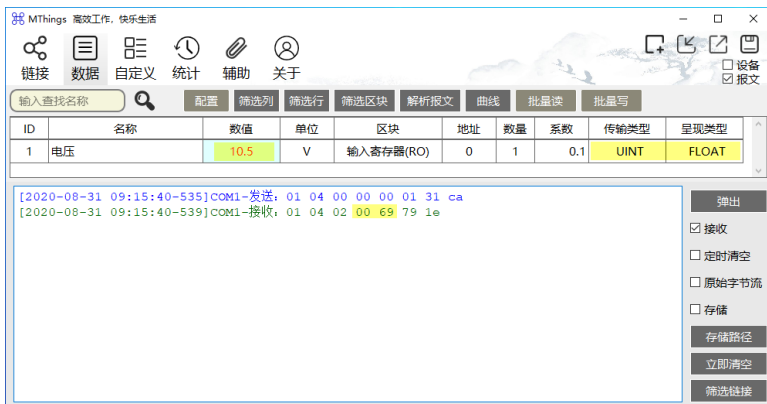 MThings 高效工作，快乐生活
链接 数据 自定义 统计 辅助 关于
设备
报文
输入查找名称 配置 筛选列 筛选行 筛选区块 解析报文 曲线 批量读 批量写
ID 名称 数值 单位 区块 地址 数量 系数 传输类型 呈现类型
1 电压 10.5 V 输入寄存器(RO) 0 1 0.1 UINT FLOAT
[2020-08-31 09:15:40-535]COM1-发送：01 04 00 00 00 01 31 ca
[2020-08-31 09:15:40-539]COM1-接收：01 04 02 00 69 79 1e
弹出
接收
定时清空
原始字节流
存储
存储路径
立即清空
筛选链接